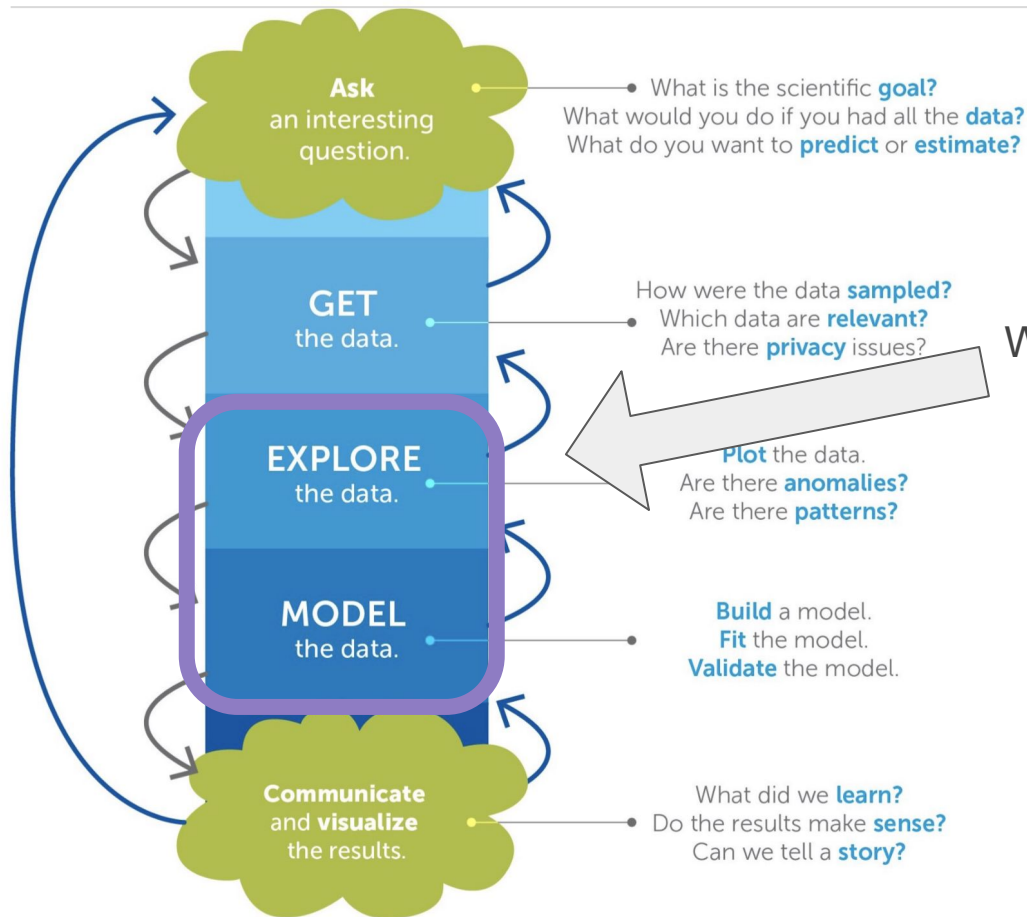 Ask
an interesting
question.
What is the scientific goal?
What would you do if you had all the data?
What do you want to predict or estimate?
GET
the data.
How were the data sampled?
Which data are relevant?
Are there privacy issues?
W
EXPLORE
the data.
Plot the data.
Are there anomalies?
Are there patterns?
MODEL
the data.
Build a model.
Fit the model.
Validate the model.
Communicate
and visualize
the results.
What did we learn?
Do the results make sense?
Can we tell a story?